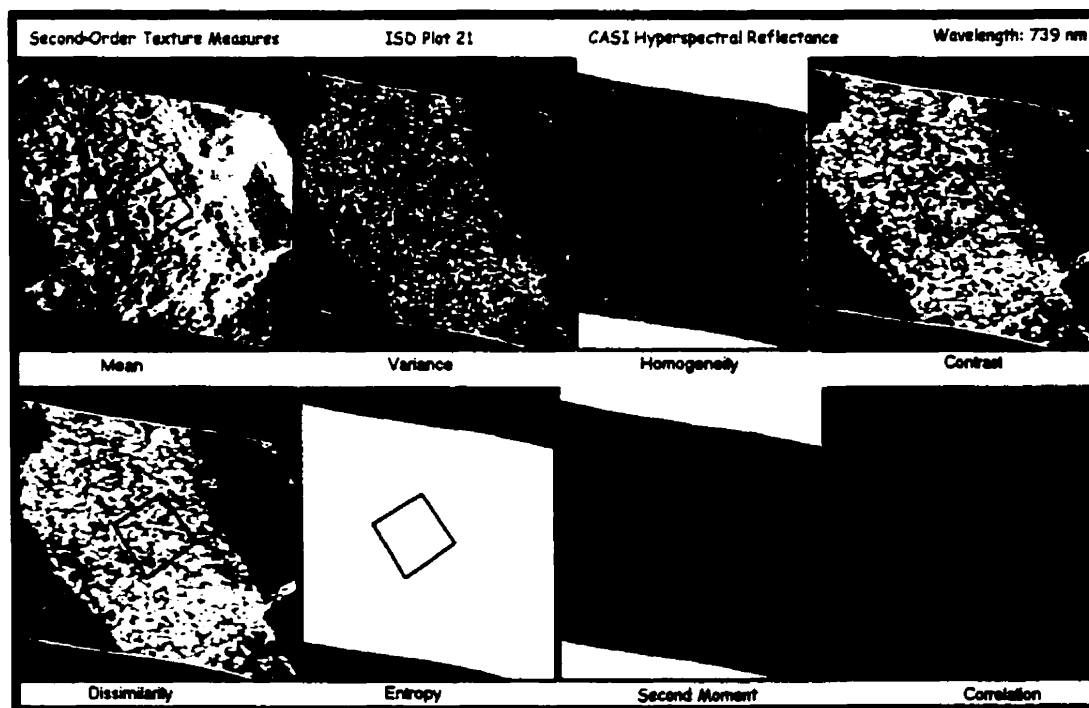 Second-Order Texture Measures ISD Plot 21 CASI Hyperspectral Reflectance Wavelength: 739 nm
Mean Variance Homogeneity Contrast
Dissimilarity Entropy Second Moment Correlation